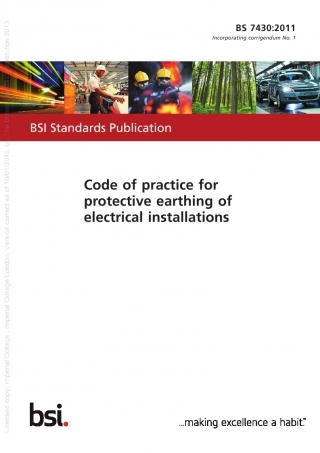 BS 7430:2011
Incorporating corrigendum No. 1
BSI Standards Publication
Code of practice for
protective earthing of
electrical installations
bsi.
...making excellence a habit.™